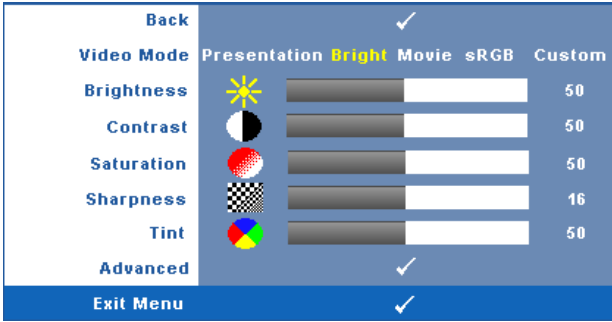 Back
Video Mode Presentation Bright Movie sRGB Custom
Brightness 50
Contrast 50
Saturation 50
Sharpness 16
Tint 50
Advanced
Exit Menu